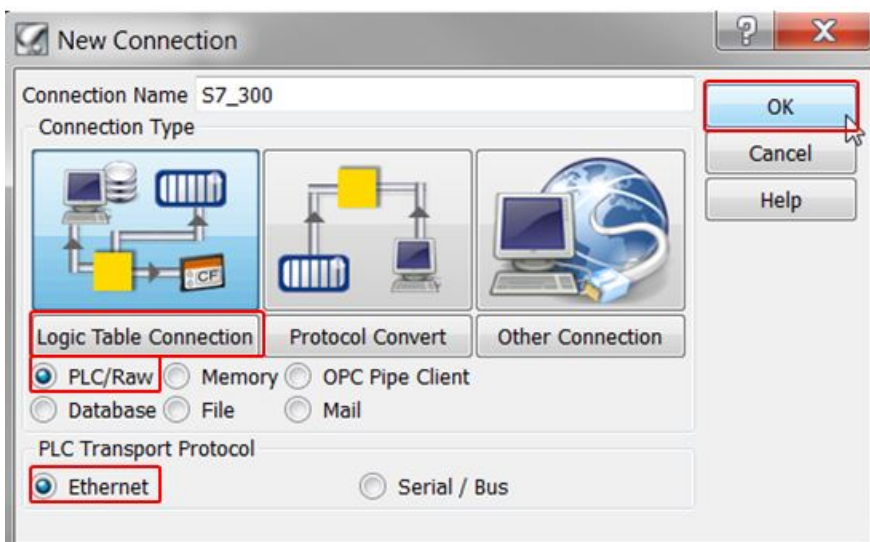 New Connection
Connection Name S7_300
OK
Connection Type
Cancel
Help
CF
Logic Table Connection Protocol Convert Other Connection
PLC/Raw Memory OPC Pipe Client
Database File Mail
PLC Transport Protocol
Ethernet Serial / Bus